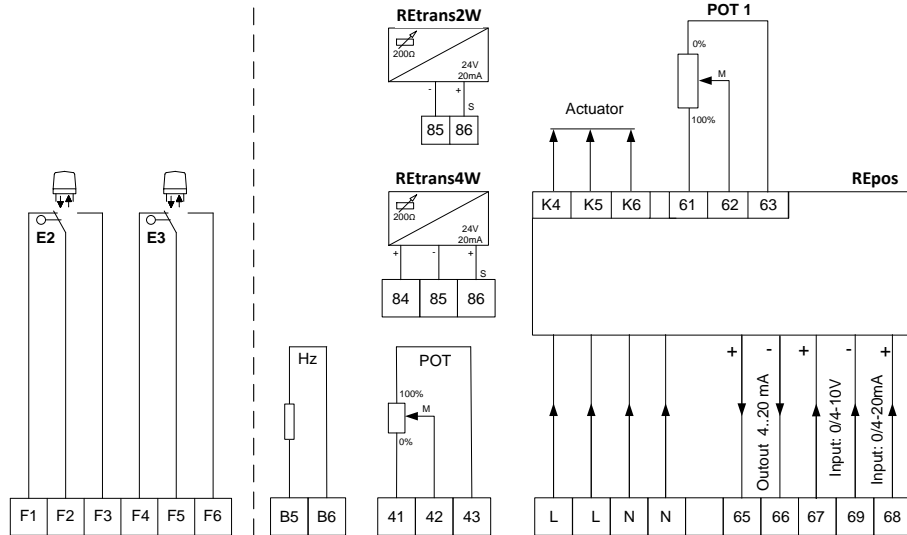 REtrans2W
200Ω
24V
20mA
- +
S
85 86
REtrans4W
200Ω
24V
20mA
+ - +
S
84 85 86
POT 1
0%
M
100%
Actuator
REpos
K4 K5 K6 61 62 63
E2 E3
Hz
POT
100%
M
0%
+ - + - +
Outout 4..20 mA
Input: 0/4-10V
Input: 0/4-20mA
F1 F2 F3 F4 F5 F6
B5 B6
41 42 43
L L N N 65 66 67 69 68